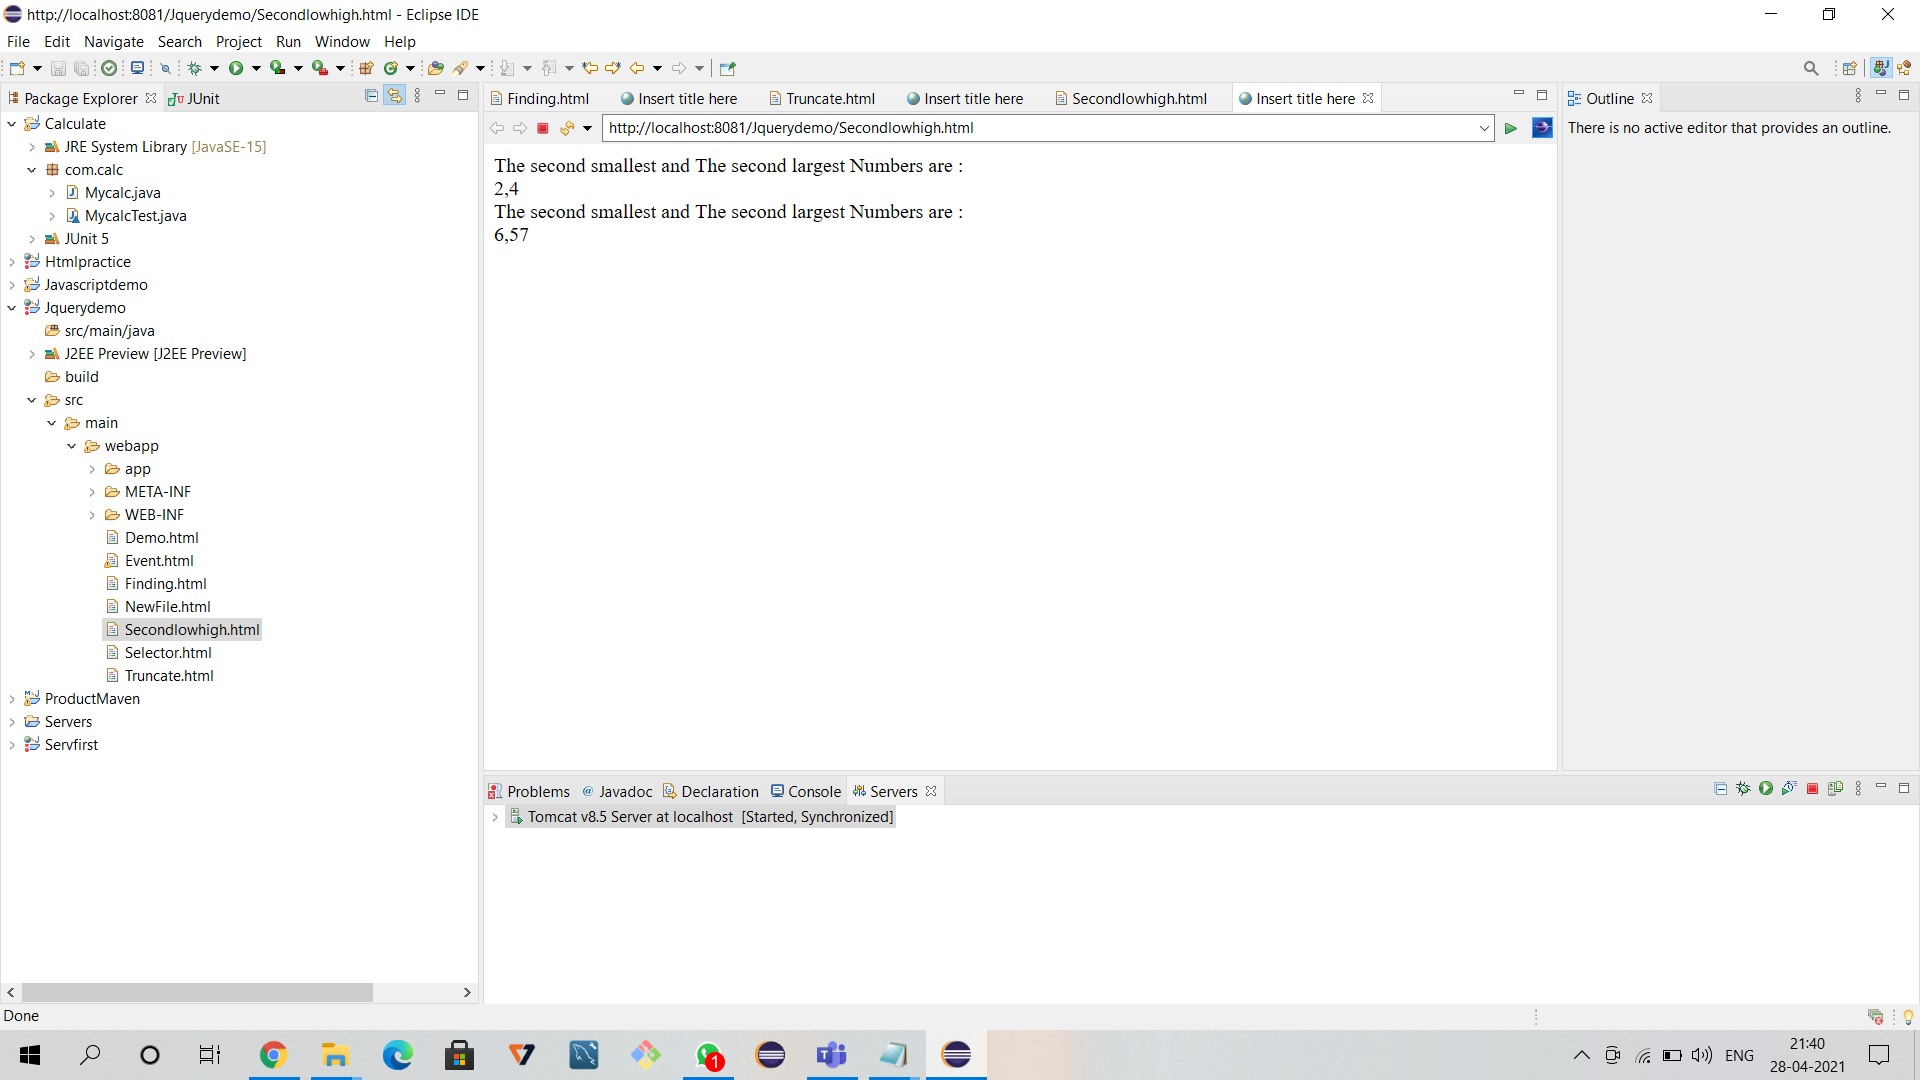 http://localhost:8081/Jquerydemo/Secondlowhigh.html - Eclipse IDE
File Edit Navigate Search Project Run Window Help
Package Explorer JUnit
Calculate
JRE System Library [JavaSE-15]
com.calc
Mycalc.java
MycalcTest.java
JUnit 5
Htmlpractice
Javascriptdemo
Jquerydemo
src/main/java
J2EE Preview [J2EE Preview]
build
src
main
webapp
app
META-INF
WEB-INF
Demo.html
Event.html
Finding.html
NewFile.html
Secondlowhigh.html
Selector.html
Truncate.html
ProductMaven
Servers
Servfirst
Finding.html Insert title here Truncate.html Insert title here Secondlowhigh.html Insert title here
http://localhost:8081/Jquerydemo/Secondlowhigh.html
The second smallest and The second largest Numbers are :
2,4
The second smallest and The second largest Numbers are :
6,57
Outline
There is no active editor that provides an outline.
Problems @ Javadoc Declaration Console Servers
Tomcat v8.5 Server at localhost [Started, Synchronized]
Done
1
ENG
21:40
28-04-2021